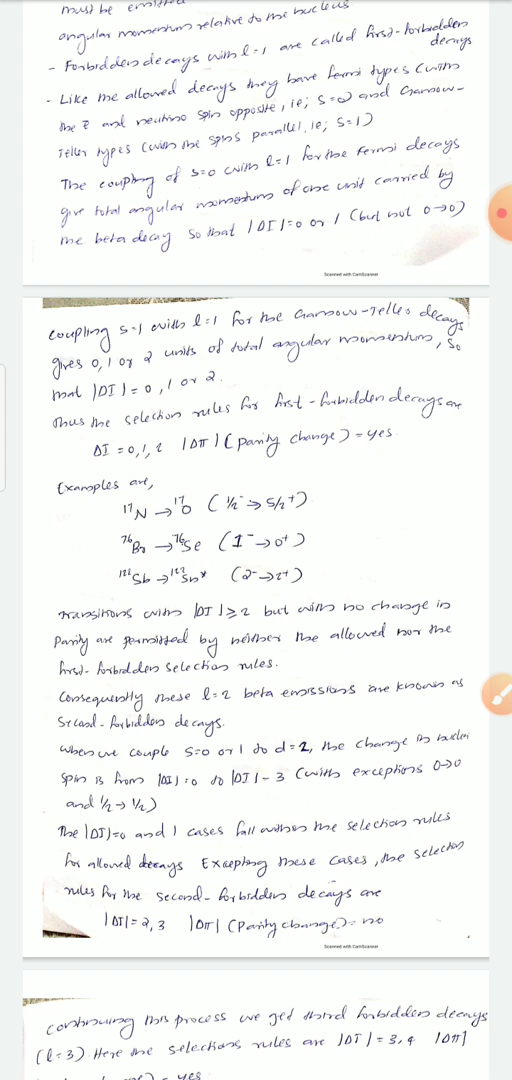 must be emitted
angular momentum relative to the nucleus
- Forbidden decays with l=1 are called first-forbidden decays
- Like the allowed decays they have fermi types (with
the e and neutrino spin opposite, ie; S=0) and Gamow-
Teller types (with the spins parallel, ie; S=1)
The coupling of S=0 with l=1 for the Fermi decays
give total angular momentum of one unit carried by
the beta decay so that |ΔI|=0 or 1 (but not 0→0)
Scanned with CamScanner
Coupling S=1 with l=1 for the Gamow-Teller decays
gives 0, 1 or 2 units of total angular momentum, so
that |ΔI| = 0, 1 or 2.
Thus the selection rules for first-forbidden decays are
ΔI = 0, 1, 2 |Δπ| (parity change) = yes.
Examples are,
¹⁷N → ¹⁷O (1/2⁻ → 5/2⁺)
⁷⁶Br → ⁷⁶Se (1⁻ → 0⁺)
¹²²Sb → ¹²²Sn* (2⁻ → 2⁺)
Transitions with |ΔI| ≥ 2 but with no change in
Parity are permitted by neither the allowed nor the
first-forbidden selection rules.
Consequently these l=2 beta emissions are known as
Second-forbidden decays.
When we couple S=0 or 1 to d=2, the change in nuclei
spin is from |ΔI|=0 to |ΔI|-3 (with exceptions 0→0
and 1/2 → 1/2)
The |ΔI|=0 and 1 cases fall within the selection rules
for allowed decays Excepting these cases, the selection
rules for the second-forbidden decays are
|ΔI| = 2, 3 |Δπ| (Parity change) = no
Scanned with CamScanner
continuing this process we get third forbidden decays
(l=3) Here the selections rules are |ΔI| = 3, 4 |Δπ|
= yes